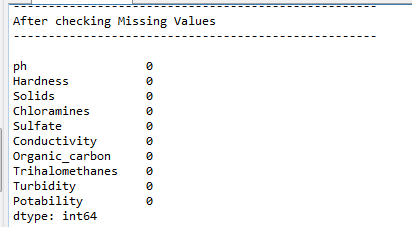 -----------------------------------------------------
After checking Missing Values
-----------------------------------------------------
ph 0
Hardness 0
Solids 0
Chloramines 0
Sulfate 0
Conductivity 0
Organic_carbon 0
Trihalomethanes 0
Turbidity 0
Potability 0
dtype: int64